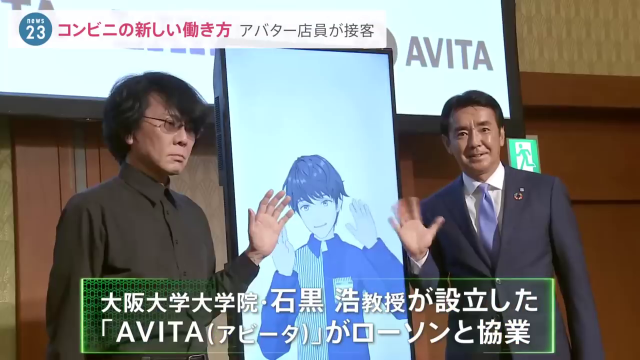 news
23
コンビニの新しい働き方 アバター店員が接客
AVITA
大阪大学大学院・石黒 浩教授が設立した
「AVITA(アビータ)」がローソンと協業